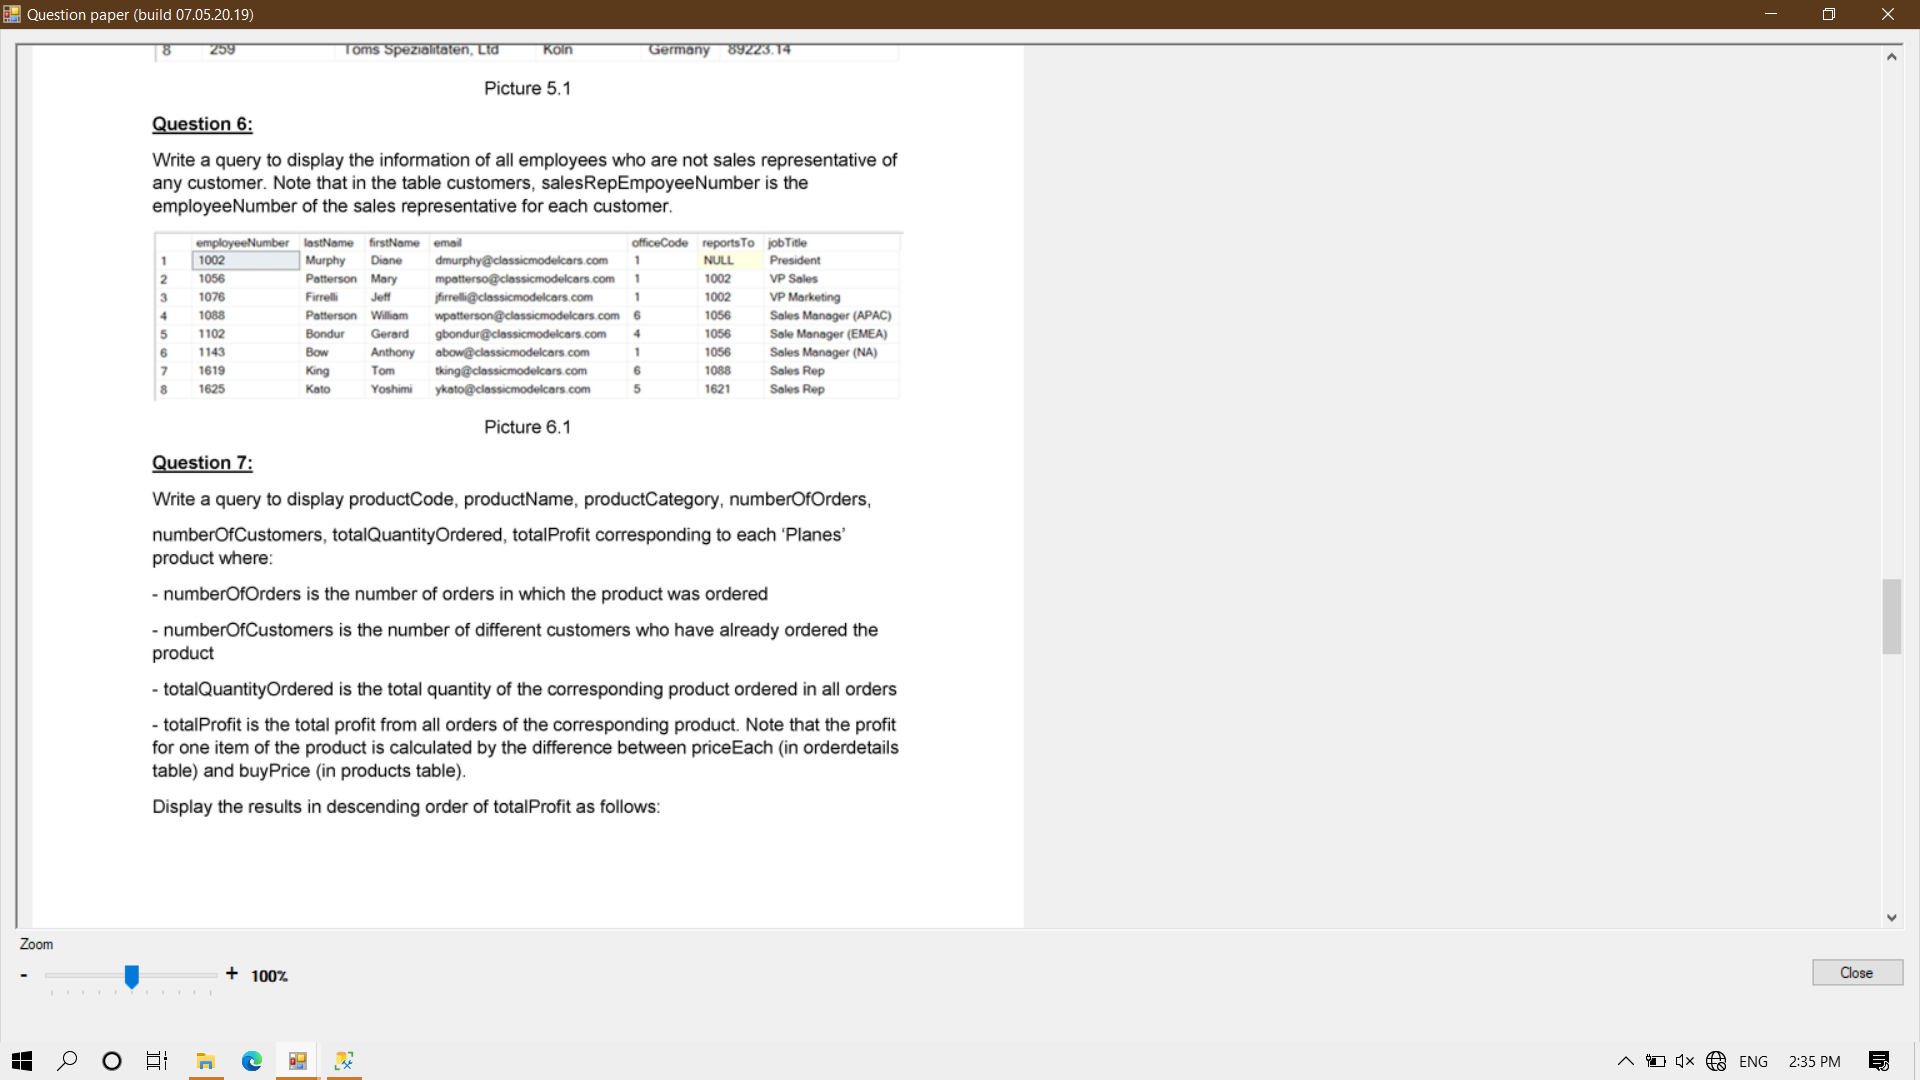 Question paper (build 07.05.20.19)
8 259 Toms Spezialitäten, Ltd Köln Germany 89223.14
Picture 5.1
Question 6:
Write a query to display the information of all employees who are not sales representative of
any customer. Note that in the table customers, salesRepEmpoyeeNumber is the
employeeNumber of the sales representative for each customer.
employeeNumber lastName firstName email officeCode reportsTo jobTitle
1 1002 Murphy Diane dmurphy@classicmodelcars.com 1 NULL President
2 1056 Patterson Mary mpatterso@classicmodelcars.com 1 1002 VP Sales
3 1076 Firrelli Jeff jfirrelli@classicmodelcars.com 1 1002 VP Marketing
4 1088 Patterson William wpatterson@classicmodelcars.com 6 1056 Sales Manager (APAC)
5 1102 Bondur Gerard gbondur@classicmodelcars.com 4 1056 Sale Manager (EMEA)
6 1143 Bow Anthony abow@classicmodelcars.com 1 1056 Sales Manager (NA)
7 1619 King Tom tking@classicmodelcars.com 6 1088 Sales Rep
8 1625 Kato Yoshimi ykato@classicmodelcars.com 5 1621 Sales Rep
Picture 6.1
Question 7:
Write a query to display productCode, productName, productCategory, numberOfOrders,
numberOfCustomers, totalQuantityOrdered, totalProfit corresponding to each ‘Planes’
product where:
- numberOfOrders is the number of orders in which the product was ordered
- numberOfCustomers is the number of different customers who have already ordered the
product
- totalQuantityOrdered is the total quantity of the corresponding product ordered in all orders
- totalProfit is the total profit from all orders of the corresponding product. Note that the profit
for one item of the product is calculated by the difference between priceEach (in orderdetails
table) and buyPrice (in products table).
Display the results in descending order of totalProfit as follows:
Zoom
- + 100%
Close
ENG 2:35 PM